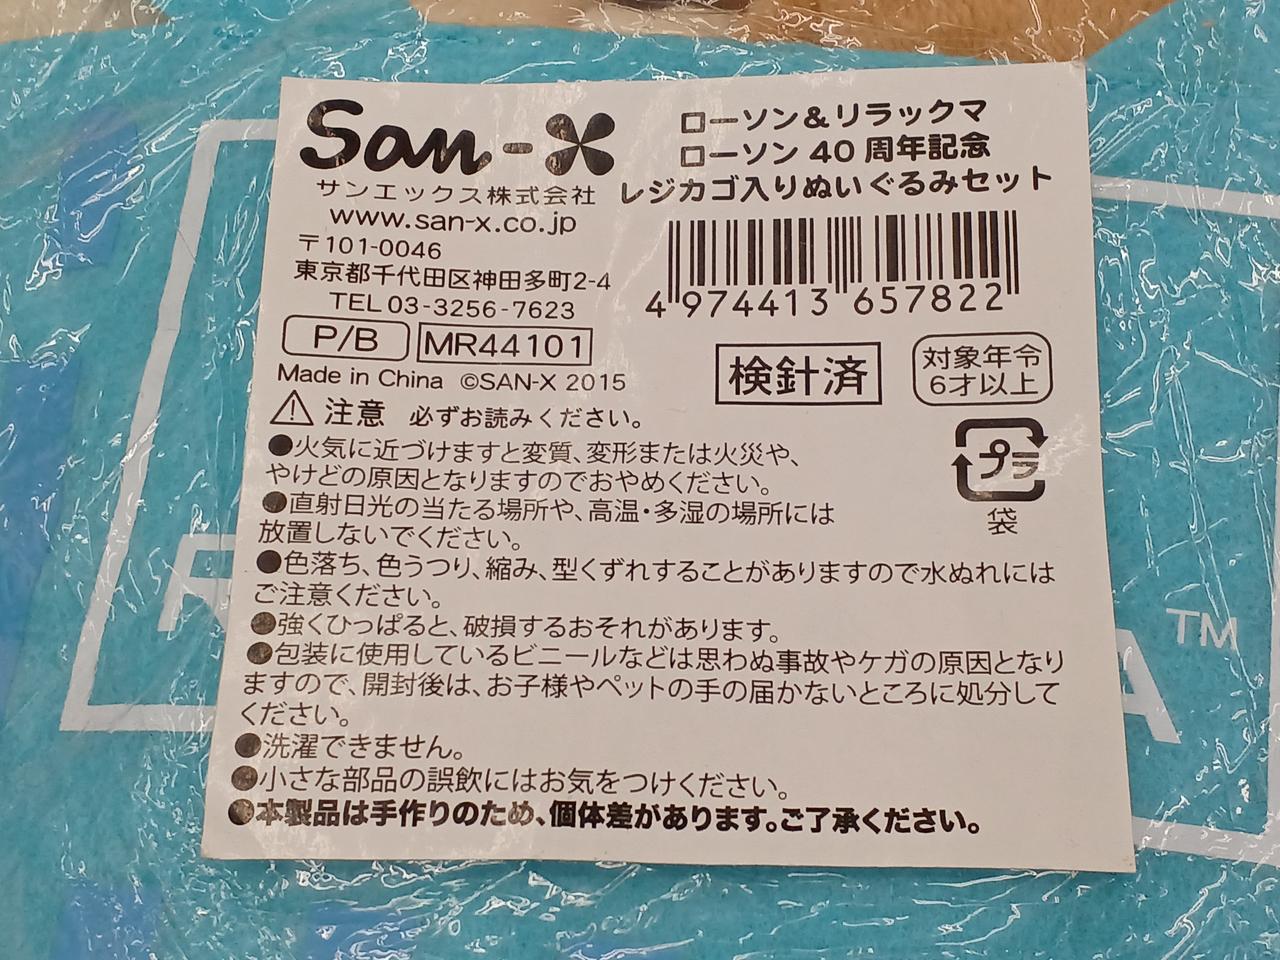 San-X
サンエックス株式会社
www.san-x.co.jp
〒101-0046
東京都千代田区神田多町2-4
TEL 03-3256-7623
P/B MR44101
Made in China ©SAN-X 2015
ローソン＆リラックマ
ローソン 40 周年記念
レジカゴ入りぬいぐるみセット
4 974413 657822
検針済
対象年令
6才以上
プラ
袋
⚠注意 必ずお読みください。
●火気に近づけますと変質、変形または火災や、
やけどの原因となりますのでおやめください。
●直射日光の当たる場所や、高温・多湿の場所には
放置しないでください。
●色落ち、色うつり、縮み、型くずれすることがありますので水ぬれには
ご注意ください。
●強くひっぱると、破損するおそれがあります。
●包装に使用しているビニールなどは思わぬ事故やケガの原因となり
ますので、開封後は、お子様やペットの手の届かないところに処分して
ください。
●洗濯できません。
●小さな部品の誤飲にはお気をつけください。
●本製品は手作りのため、個体差があります。ご了承ください。
TM